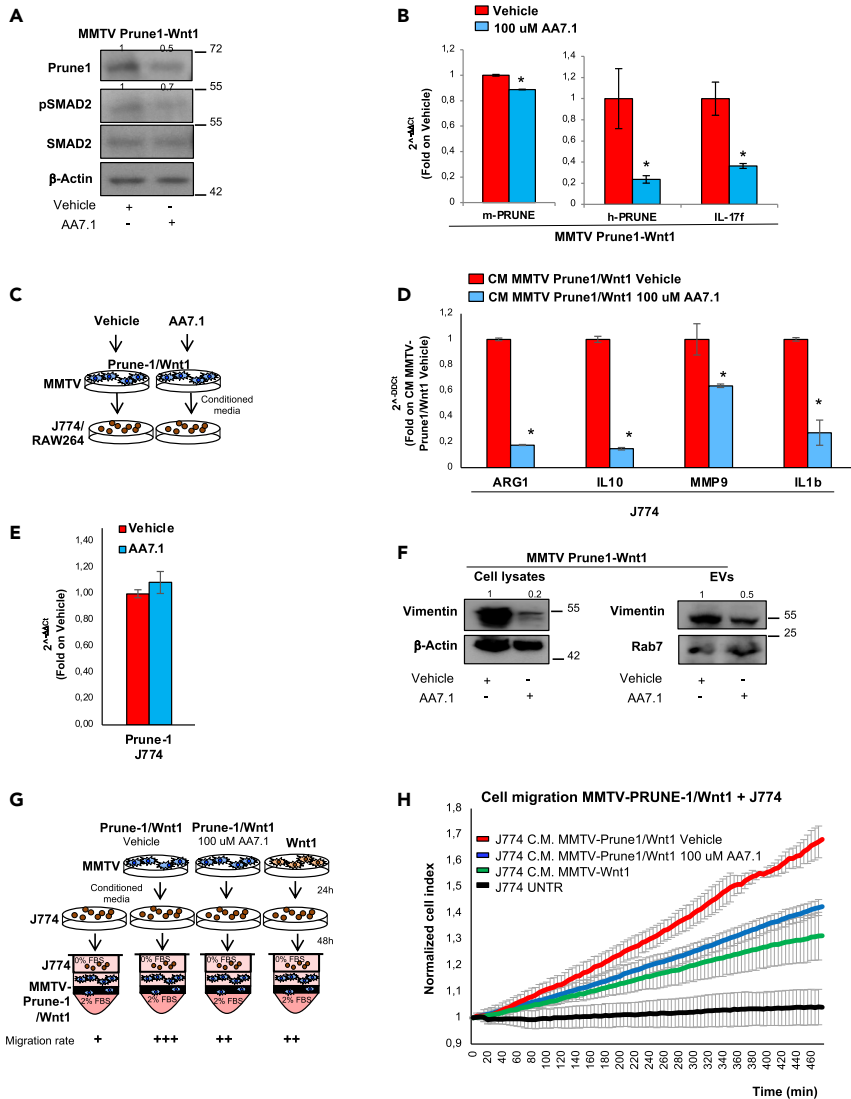 A
MMTV Prune1-Wnt1
1 0.5
72
Prune1
1 0.7
55
pSMAD2
55
SMAD2
β-Actin
42
Vehicle + -
AA7.1 - +
B
Vehicle
100 uM AA7.1
2^-ΔΔCt
(Fold on Vehicle)
1,2
1
0,8
0,6
0,4
0,2
0
1,4
1,2
1
0,8
0,6
0,4
0,2
0
*
*
*
m-PRUNE h-PRUNE IL-17f
MMTV Prune1-Wnt1
C
Vehicle AA7.1
Prune-1/Wnt1
MMTV
Conditioned
media
J774/
RAW264
D
CM MMTV Prune1/Wnt1 Vehicle
CM MMTV Prune1/Wnt1 100 uM AA7.1
2^-DDCt
(Fold on CM MMTV-
Prune1/Wnt1 Vehicle)
1,2
1
0,8
0,6
0,4
0,2
0
*
*
*
*
ARG1 IL10 MMP9 IL1b
J774
E
Vehicle
AA7.1
2^-ΔΔCt
(Fold on Vehicle)
1,40
1,20
1,00
0,80
0,60
0,40
0,20
0,00
Prune-1
J774
F
MMTV Prune1-Wnt1
Cell lysates EVs
1 0.2
Vimentin
55
β-Actin
42
Vehicle + -
AA7.1 - +
1 0.5
Vimentin
55
25
Rab7
Vehicle + -
AA7.1 - +
G
Prune-1/Wnt1 Prune-1/Wnt1
Vehicle 100 uM AA7.1 Wnt1
MMTV
Conditioned
media
24h
J774
48h
J774
0% FBS 0% FBS 0% FBS 0% FBS
MMTV-
Prune-1
/Wnt1
2% FBS 2% FBS 2% FBS 2% FBS
Migration rate + +++ ++ ++
H
Cell migration MMTV-PRUNE-1/Wnt1 + J774
J774 C.M. MMTV-Prune1/Wnt1 Vehicle
J774 C.M. MMTV-Prune1/Wnt1 100 uM AA7.1
J774 C.M. MMTV-Wnt1
J774 UNTR
Normalized cell index
1,8
1,7
1,6
1,5
1,4
1,3
1,2
1,1
1
0,9
0 20 40 60 80 100 120 140 160 180 200 220 240 260 280 300 320 340 360 380 400 420 440 460
Time (min)